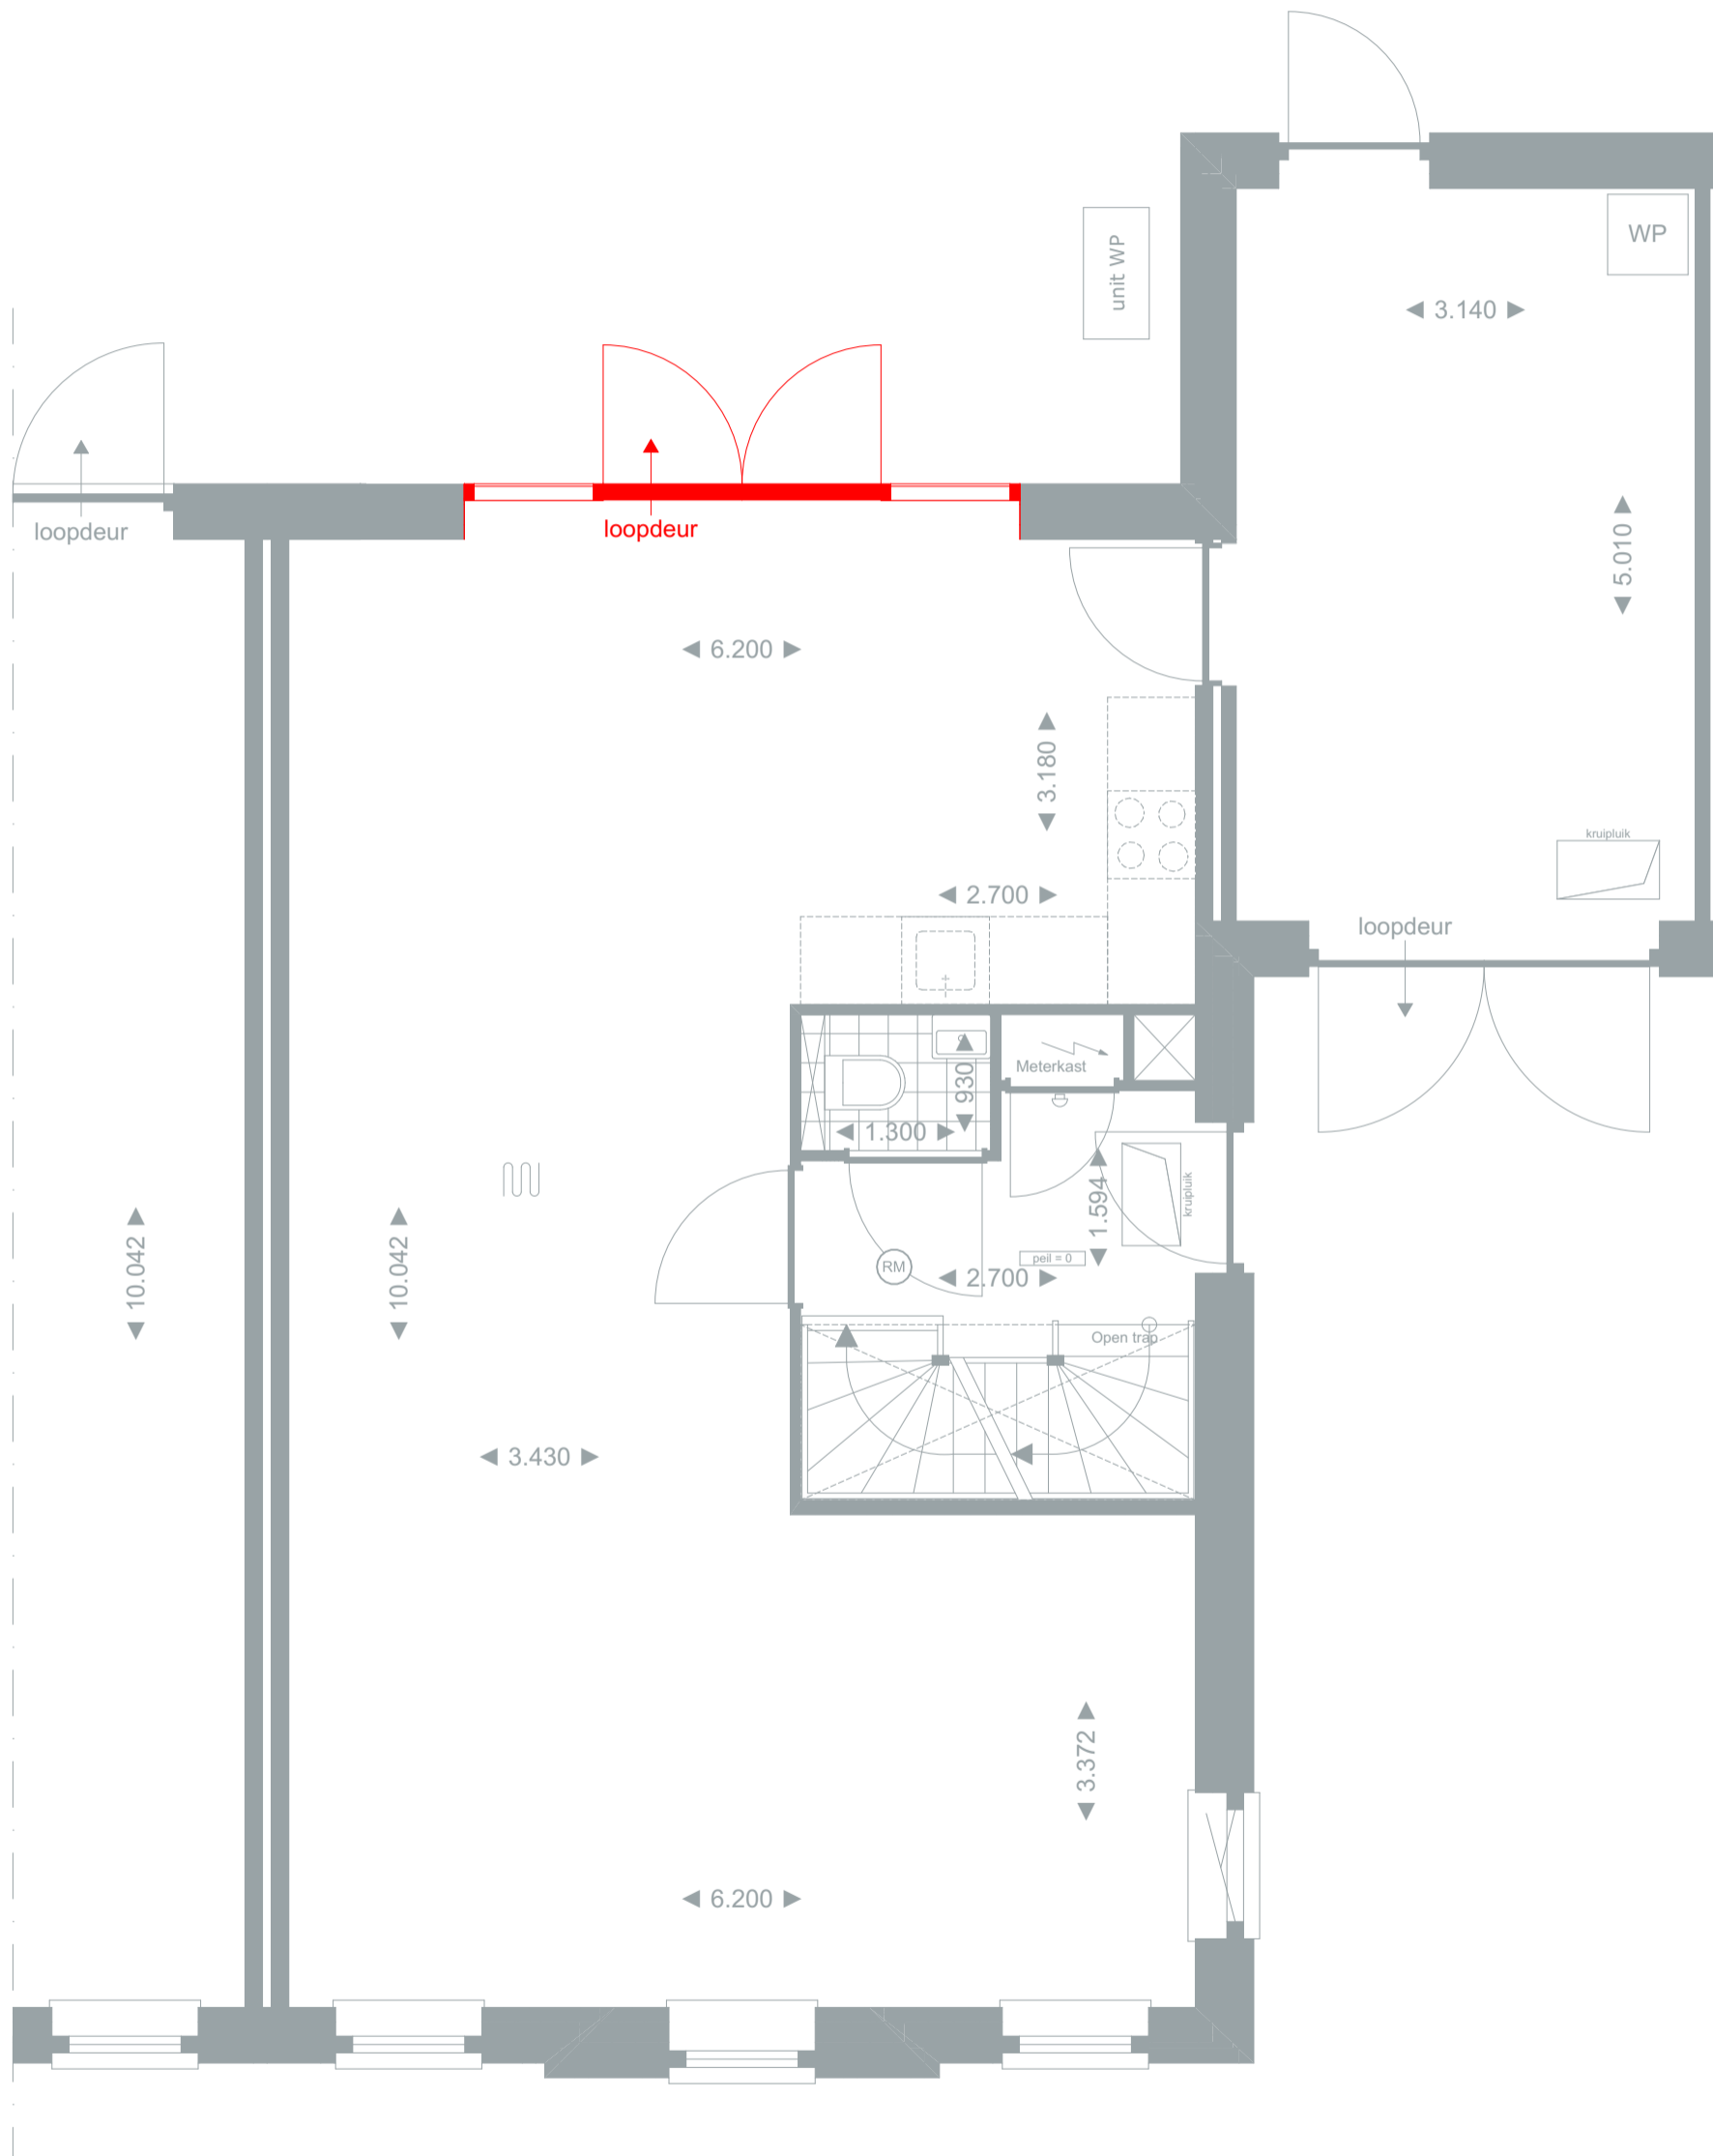 WP
unit WP
3.140
loopdeur
loopdeur
5.010
6.200
3.180
kruipluik
2.700
loopdeur
Meterkast
930
1.300
1.594
kruipluik
10.042
10.042
RM
peil = 0
2.700
Open trap
3.430
3.372
6.200